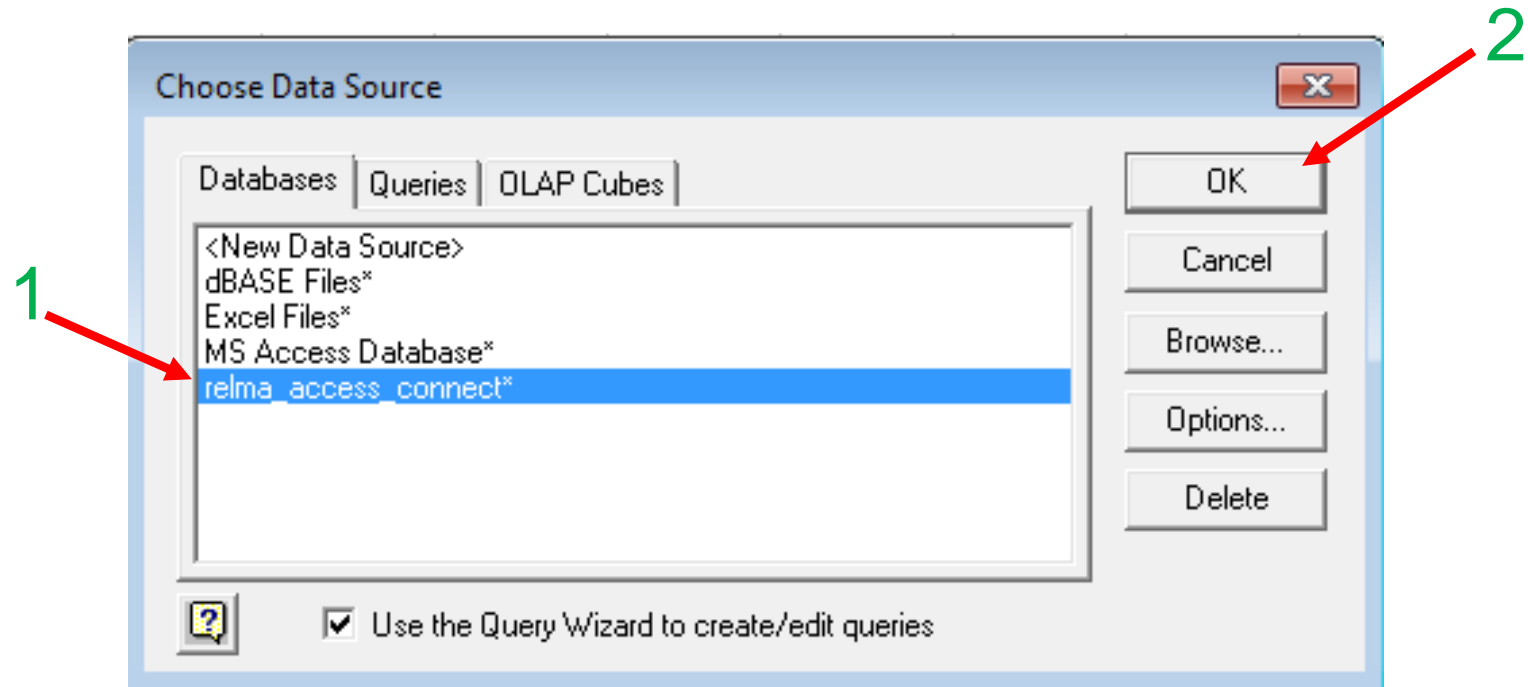 2
Choose Data Source
Databases Queries OLAP Cubes
OK
<New Data Source>
dBASE Files*
Cancel
1
Excel Files*
MS Access Database*
Browse...
relma_access_connect*
Options...
Delete
Use the Query Wizard to create/edit queries